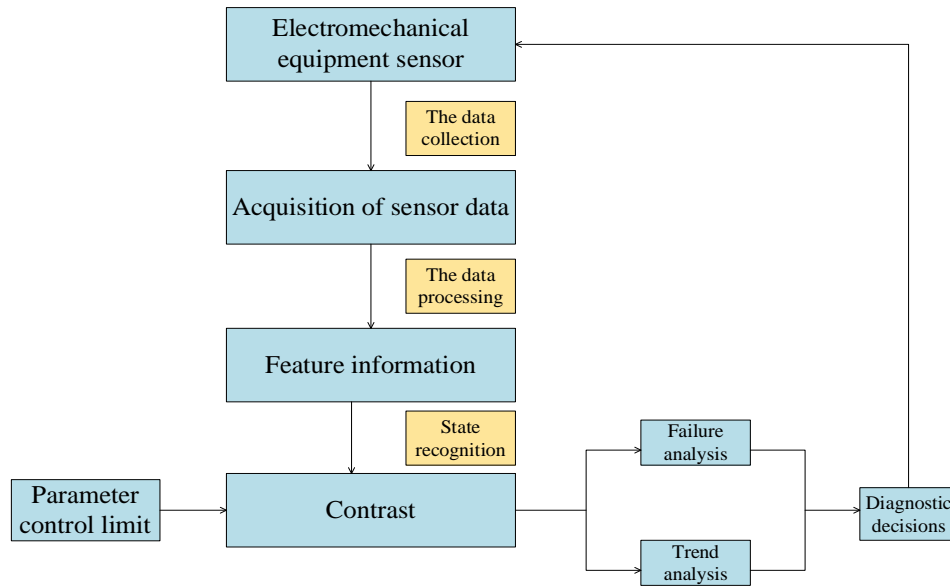 Electromechanical
equipment sensor
The data
collection
Acquisition of sensor data
The data
processing
Feature information
State
recognition
Failure
analysis
Parameter
control limit
Contrast
Diagnostic
decisions
Trend
analysis